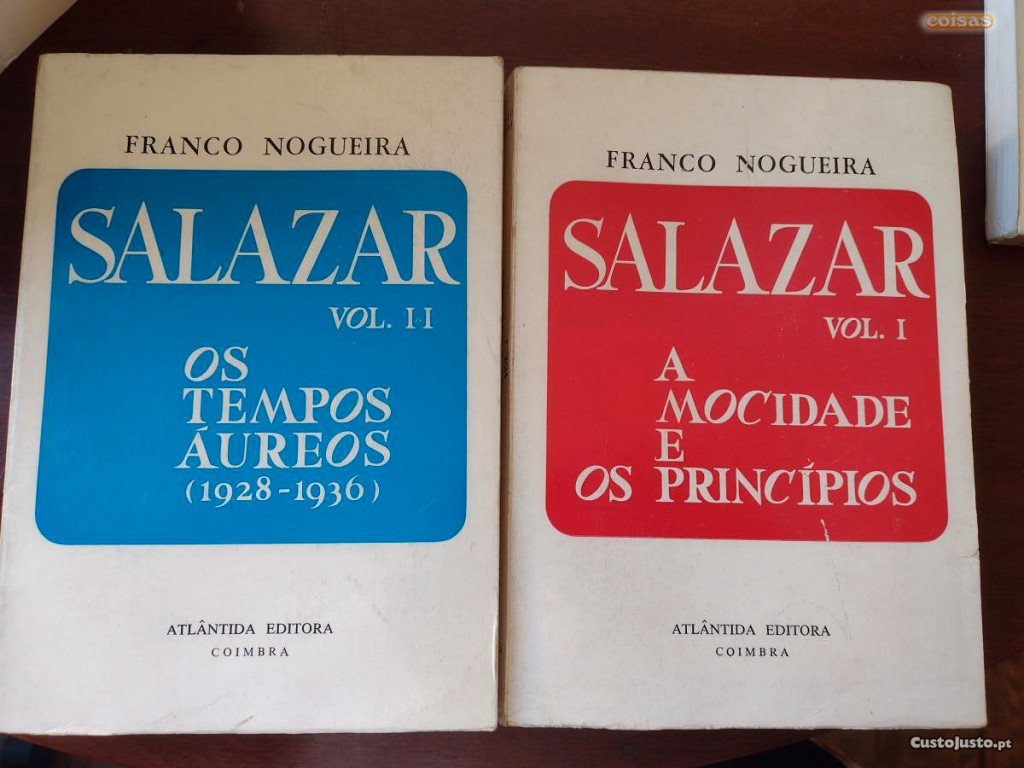 FRANCO NOGUEIRA
SALAZAR
VOL. II
OS
TEMPOS
ÁUREOS
(1928-1936)
ATLÂNTIDA EDITORA
COIMBRA
FRANCO NOGUEIRA
SALAZAR
VOL. I
A
MOCIDADE
E
OS PRINCÍPIOS
ATLÂNTIDA EDITORA
COIMBRA
coisas
CustoJusto.pt